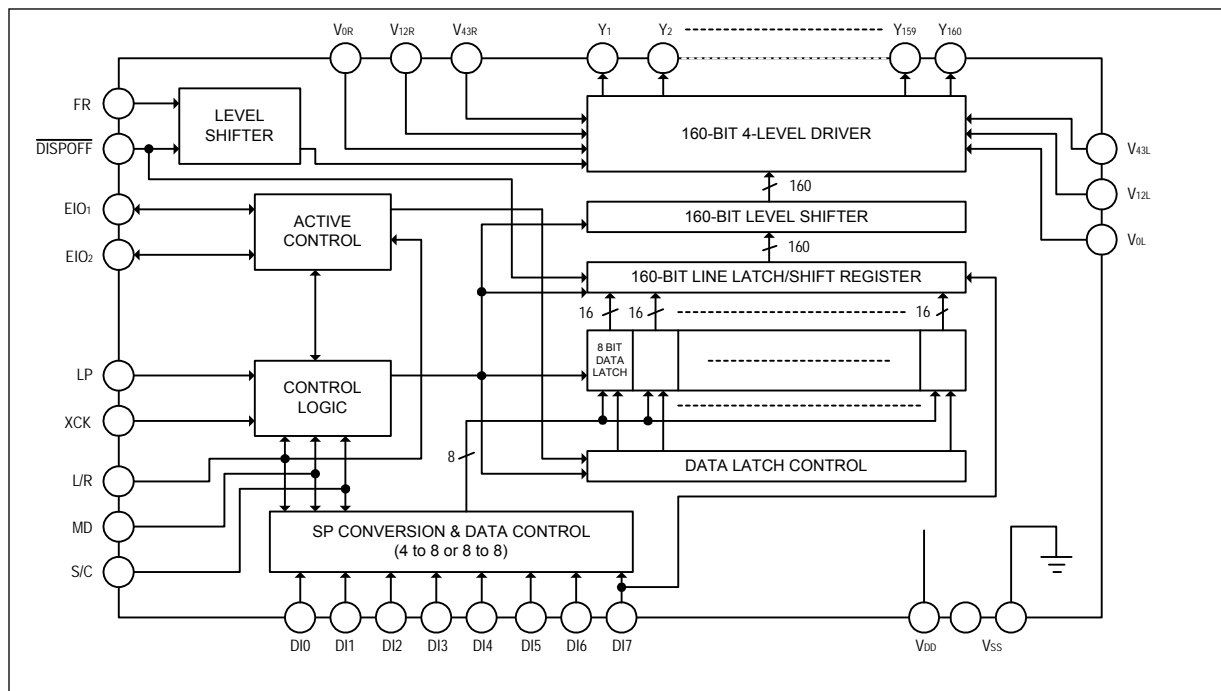 V0R V12R V43R Y1 Y2 Y159 Y160
FR
LEVEL
SHIFTER
DISPOFF
160-BIT 4-LEVEL DRIVER
V43L
160
V12L
EIO1
ACTIVE
CONTROL
160-BIT LEVEL SHIFTER
V0L
EIO2
160
160-BIT LINE LATCH/SHIFT REGISTER
16 16 16
8 BIT
DATA
LATCH
LP
CONTROL
LOGIC
XCK
8
DATA LATCH CONTROL
L/R
MD
SP CONVERSION & DATA CONTROL
(4 to 8 or 8 to 8)
S/C
DI0 DI1 DI2 DI3 DI4 DI5 DI6 DI7 VDD VSS